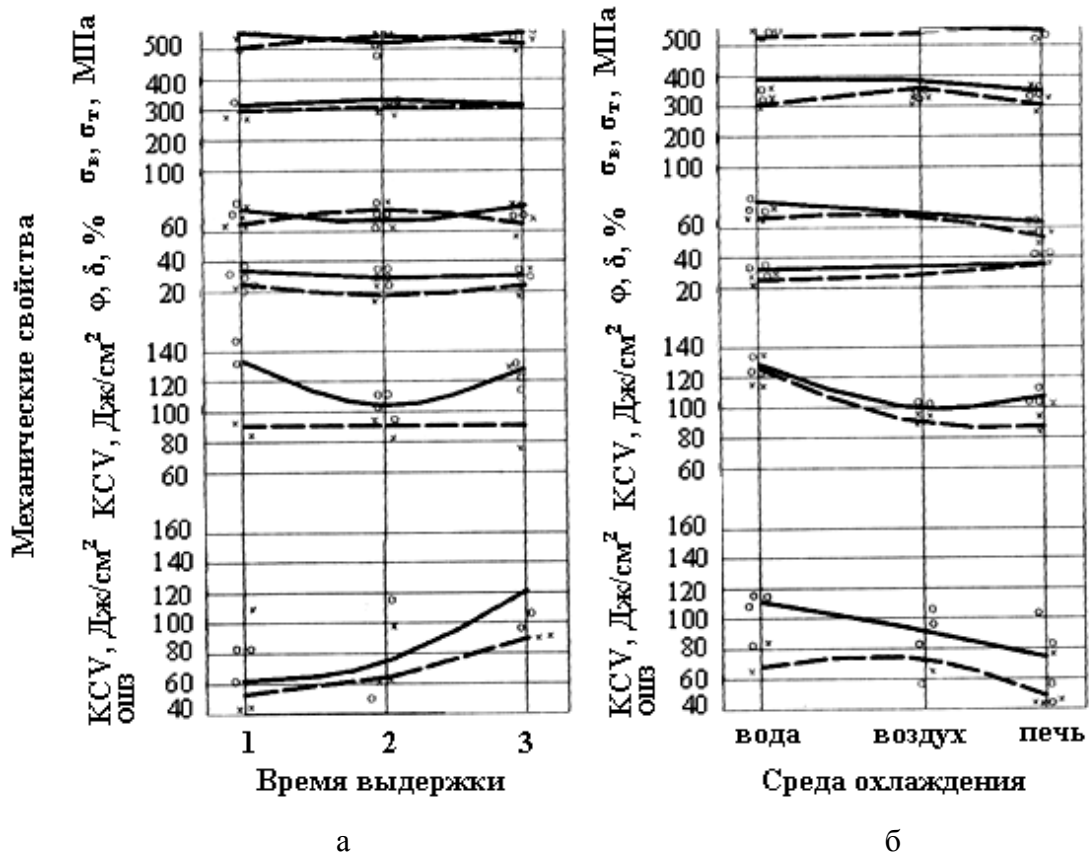 Механические свойства
σв, σт, МПа
500
400
300
200
100
φ, δ, %
60
40
20
KCV, Дж/см²
140
120
100
80
60
KCV, Дж/см²
ОШЗ
160
140
120
100
80
60
40
1 2 3
Время выдержки
а
σв, σт, МПа
500
400
300
200
100
φ, δ, %
60
40
20
KCV, Дж/см²
140
120
100
80
60
KCV, Дж/см²
ОШЗ
160
140
120
100
80
60
40
вода воздух печь
Среда охлаждения
б